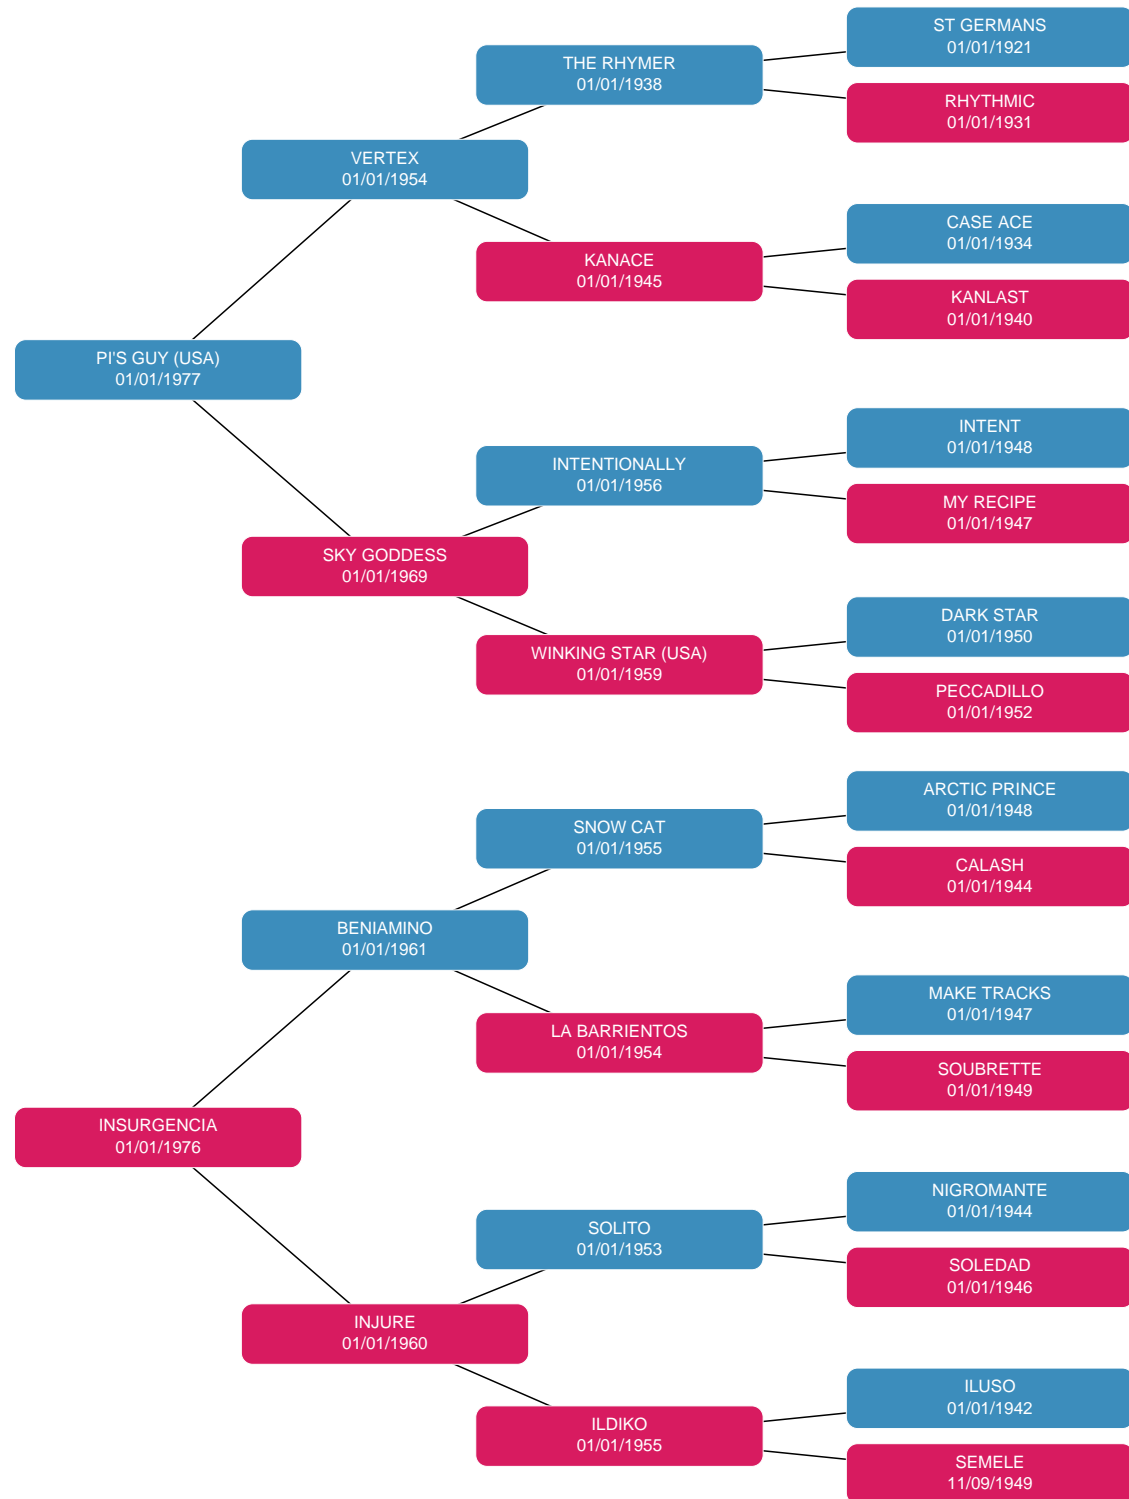 ST GERMANS
01/01/1921
THE RHYMER
01/01/1938
RHYTHMIC
01/01/1931
VERTEX
01/01/1954
CASE ACE
01/01/1934
KANACE
01/01/1945
KANLAST
01/01/1940
PI'S GUY (USA)
01/01/1977
INTENT
01/01/1948
INTENTIONALLY
01/01/1956
MY RECIPE
01/01/1947
SKY GODDESS
01/01/1969
DARK STAR
01/01/1950
WINKING STAR (USA)
01/01/1959
PECCADILLO
01/01/1952
ARCTIC PRINCE
01/01/1948
SNOW CAT
01/01/1955
CALASH
01/01/1944
BENIAMINO
01/01/1961
MAKE TRACKS
01/01/1947
LA BARRIENTOS
01/01/1954
SOUBRETTE
01/01/1949
INSURGENCIA
01/01/1976
NIGROMANTE
01/01/1944
SOLITO
01/01/1953
SOLEDAD
01/01/1946
INJURE
01/01/1960
ILUSO
01/01/1942
ILDIKO
01/01/1955
SEMELE
11/09/1949